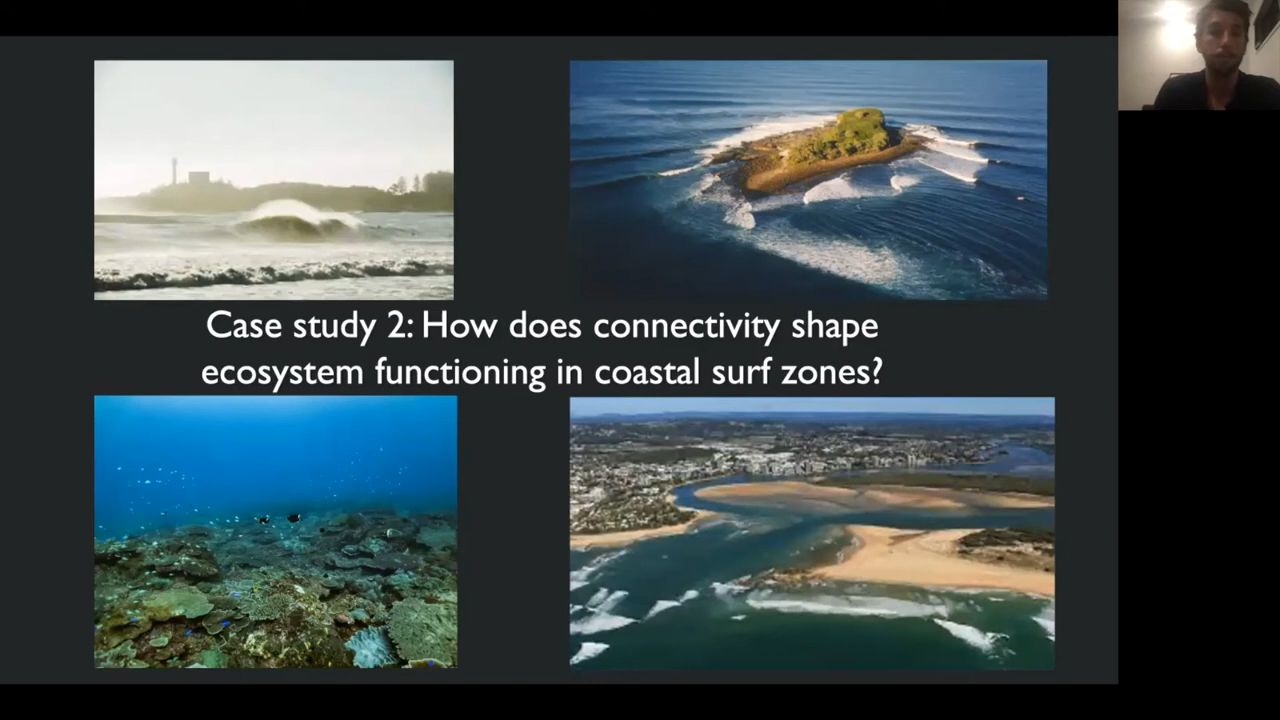 Case study 2: How does connectivity shape
ecosystem functioning in coastal surf zones?